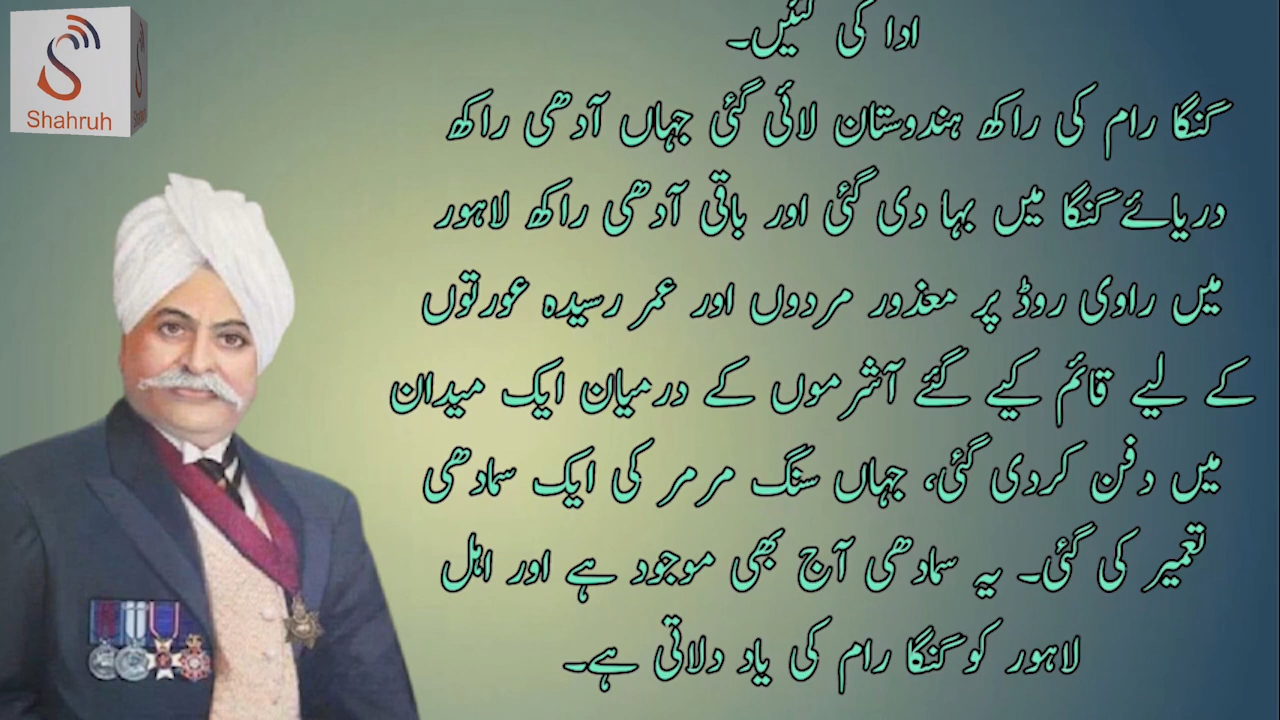 Shahruh
ادا کی گئیں۔
گنگا رام کی راکھ ہندوستان لائی گئی جہاں آدھی راکھ
دریائے گنگا میں بہا دی گئی اور باقی آدھی راکھ لاہور
میں راوی روڈ پر معذور مردوں اور عمر رسیدہ عورتوں
کے لیے قائم کیے گئے آشرموں کے درمیان ایک میدان
میں دفن کردی گئی، جہاں سنگ مرمر کی ایک سمادھی
تعمیر کی گئی۔ یہ سمادھی آج بھی موجود ہے اور اہل
لاہور کو گنگا رام کی یاد دلاتی ہے۔